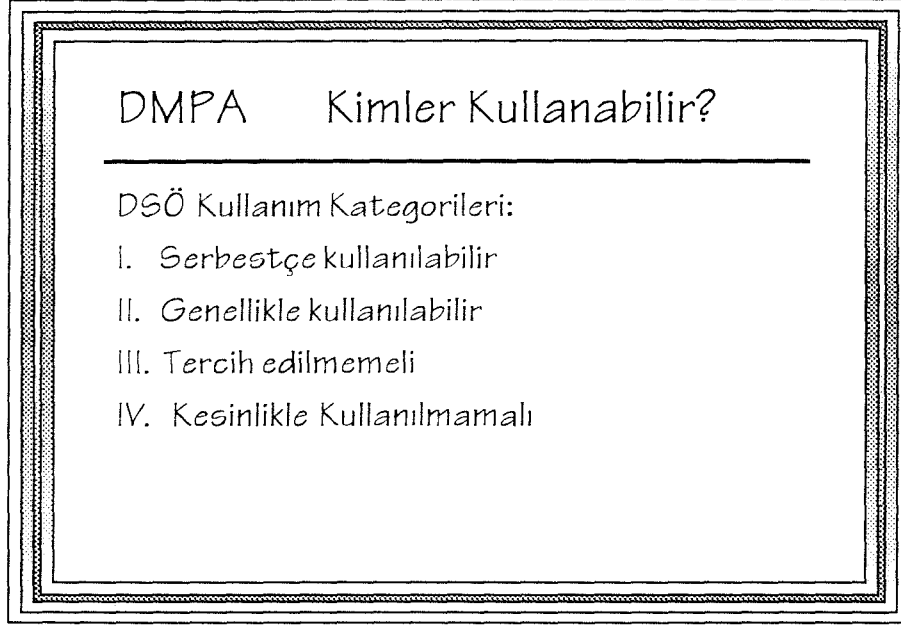 DMPA Kimler Kullanabilir?
DSÖ Kullanım Kategorileri:
I. Serbestçe kullanılabilir
II. Genellikle kullanılabilir
III. Tercih edilmemeli
IV. Kesinlikle Kullanılmamalı